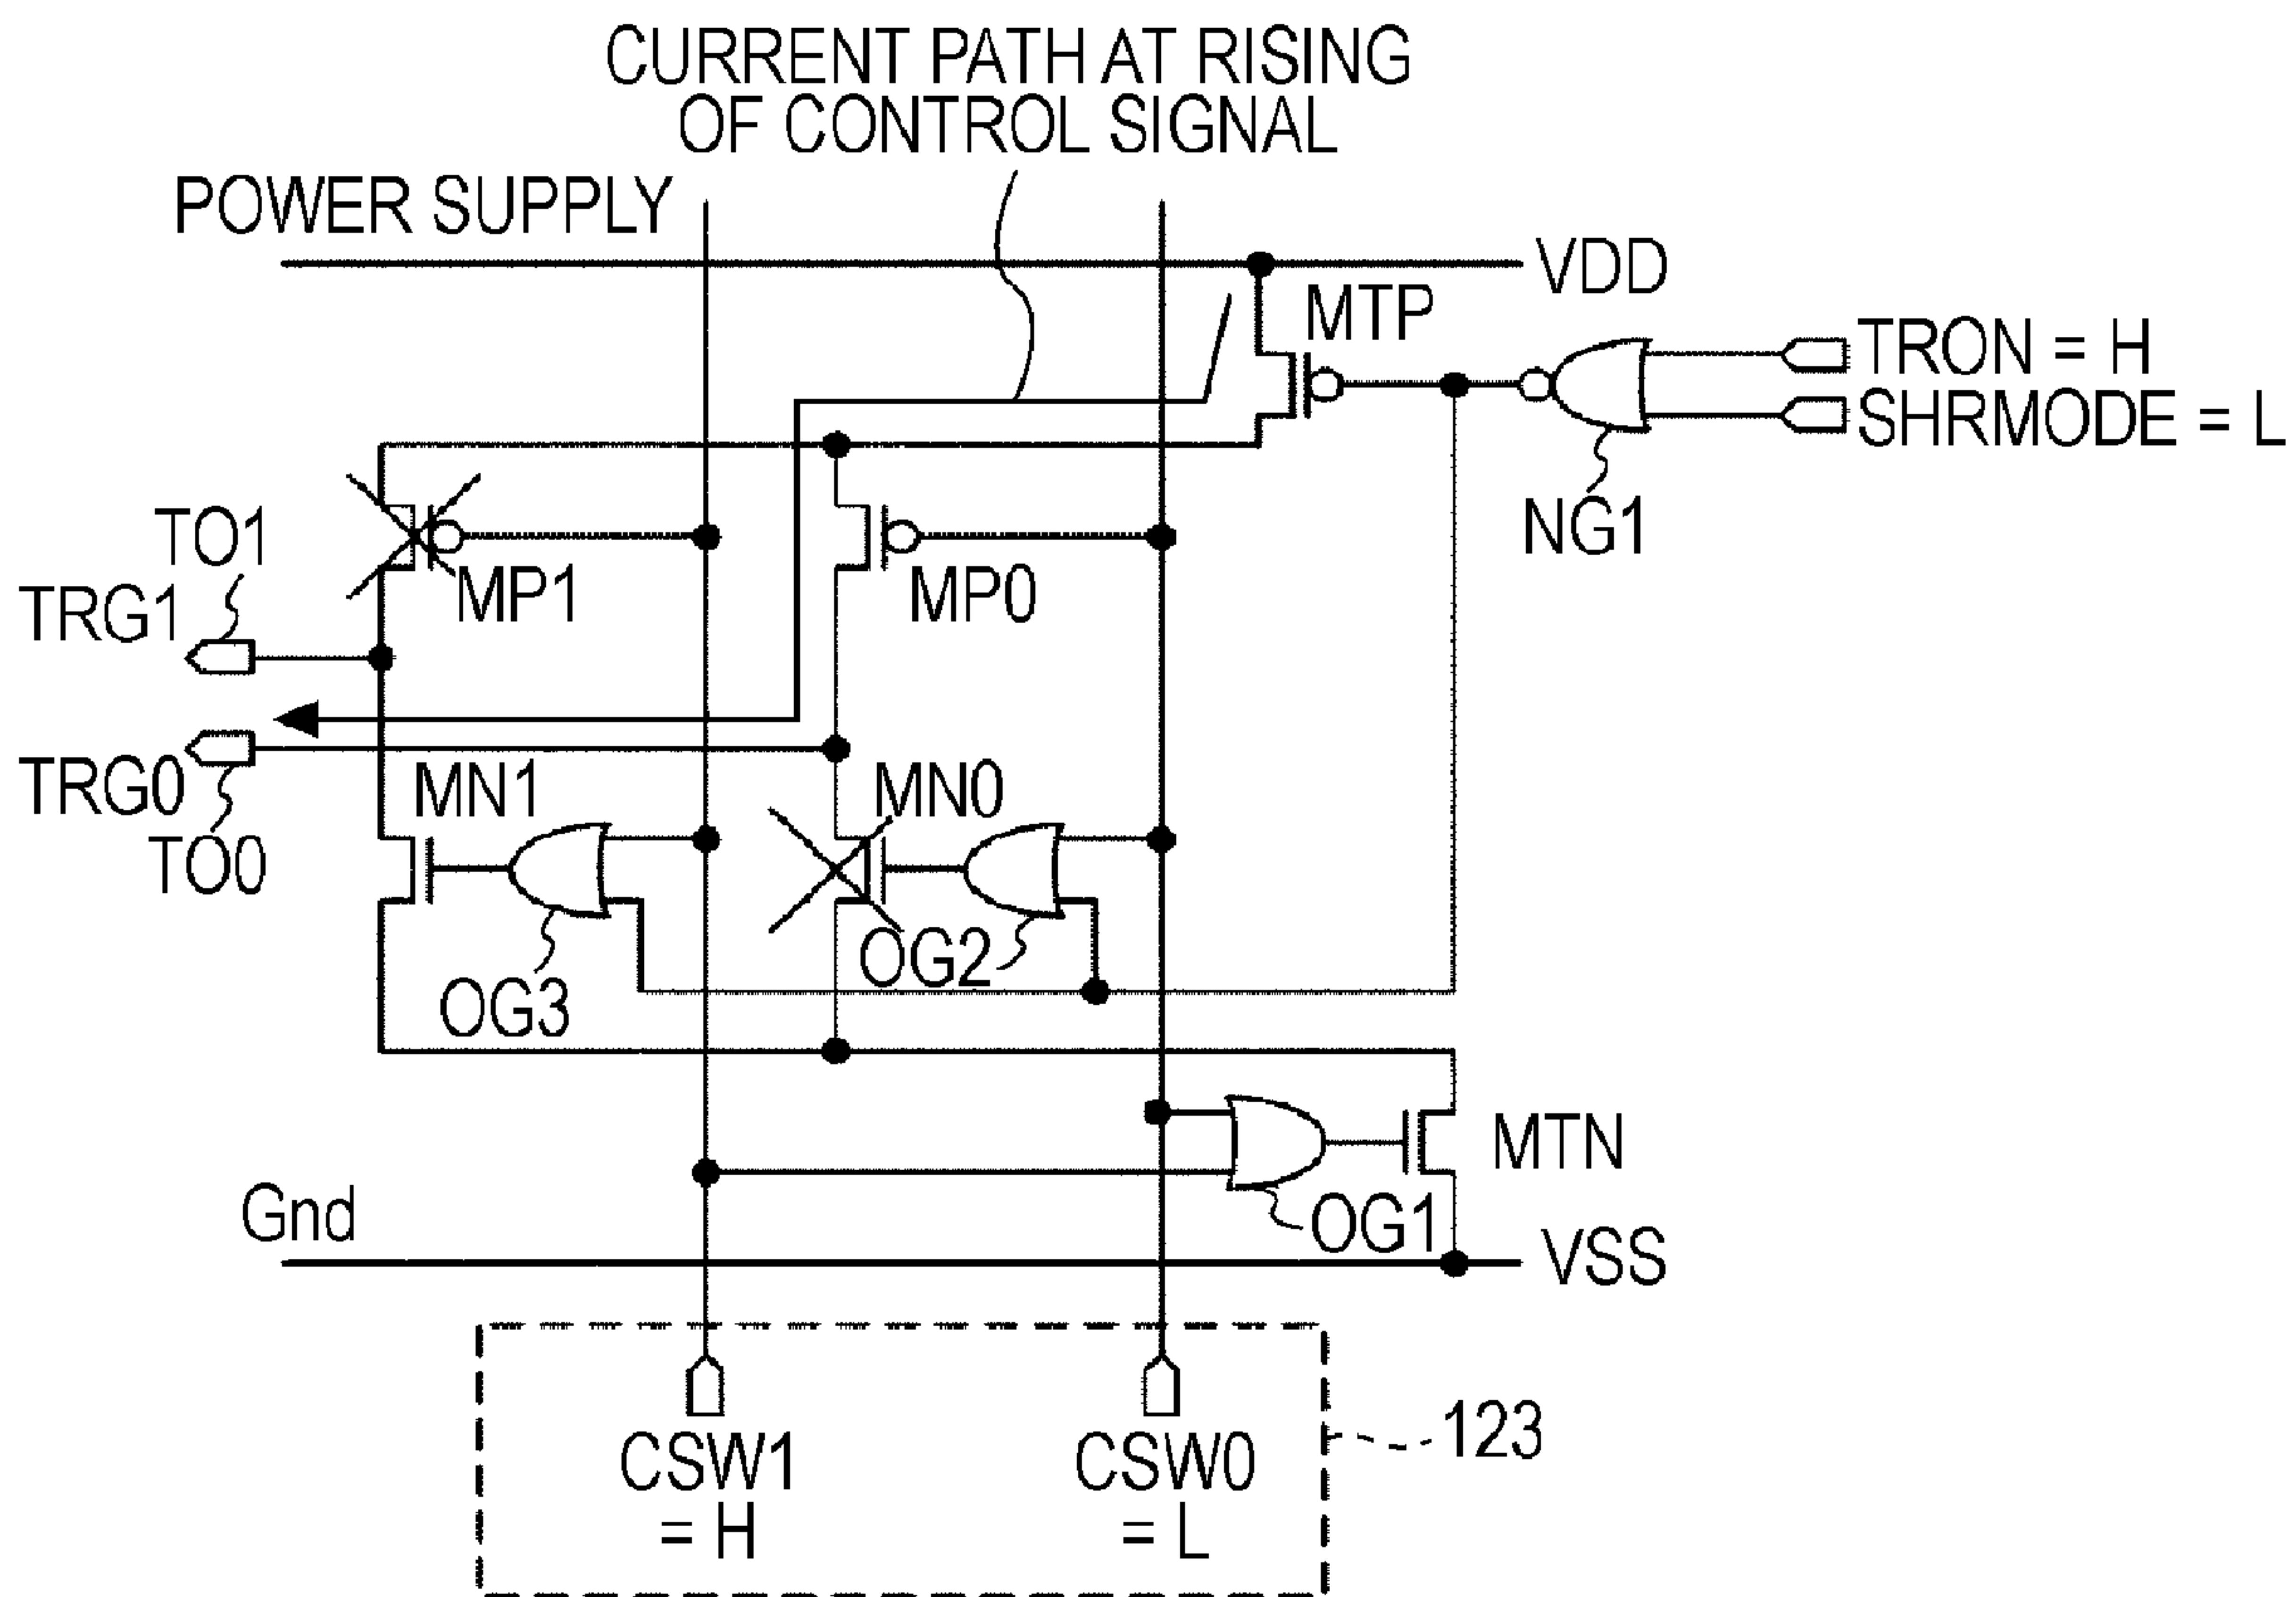 CURRENT PATH AT RISING
OF CONTROL SIGNAL
POWER SUPPLY
VDD
MTP
TRON = H
SHRMODE = L
NG1
TO1
TRG1
MP1
MP0
TRG0
TO0
MN1
MN0
OG3
OG2
MTN
OG1
Gnd
VSS
CSW1
= H
CSW0
= L
123